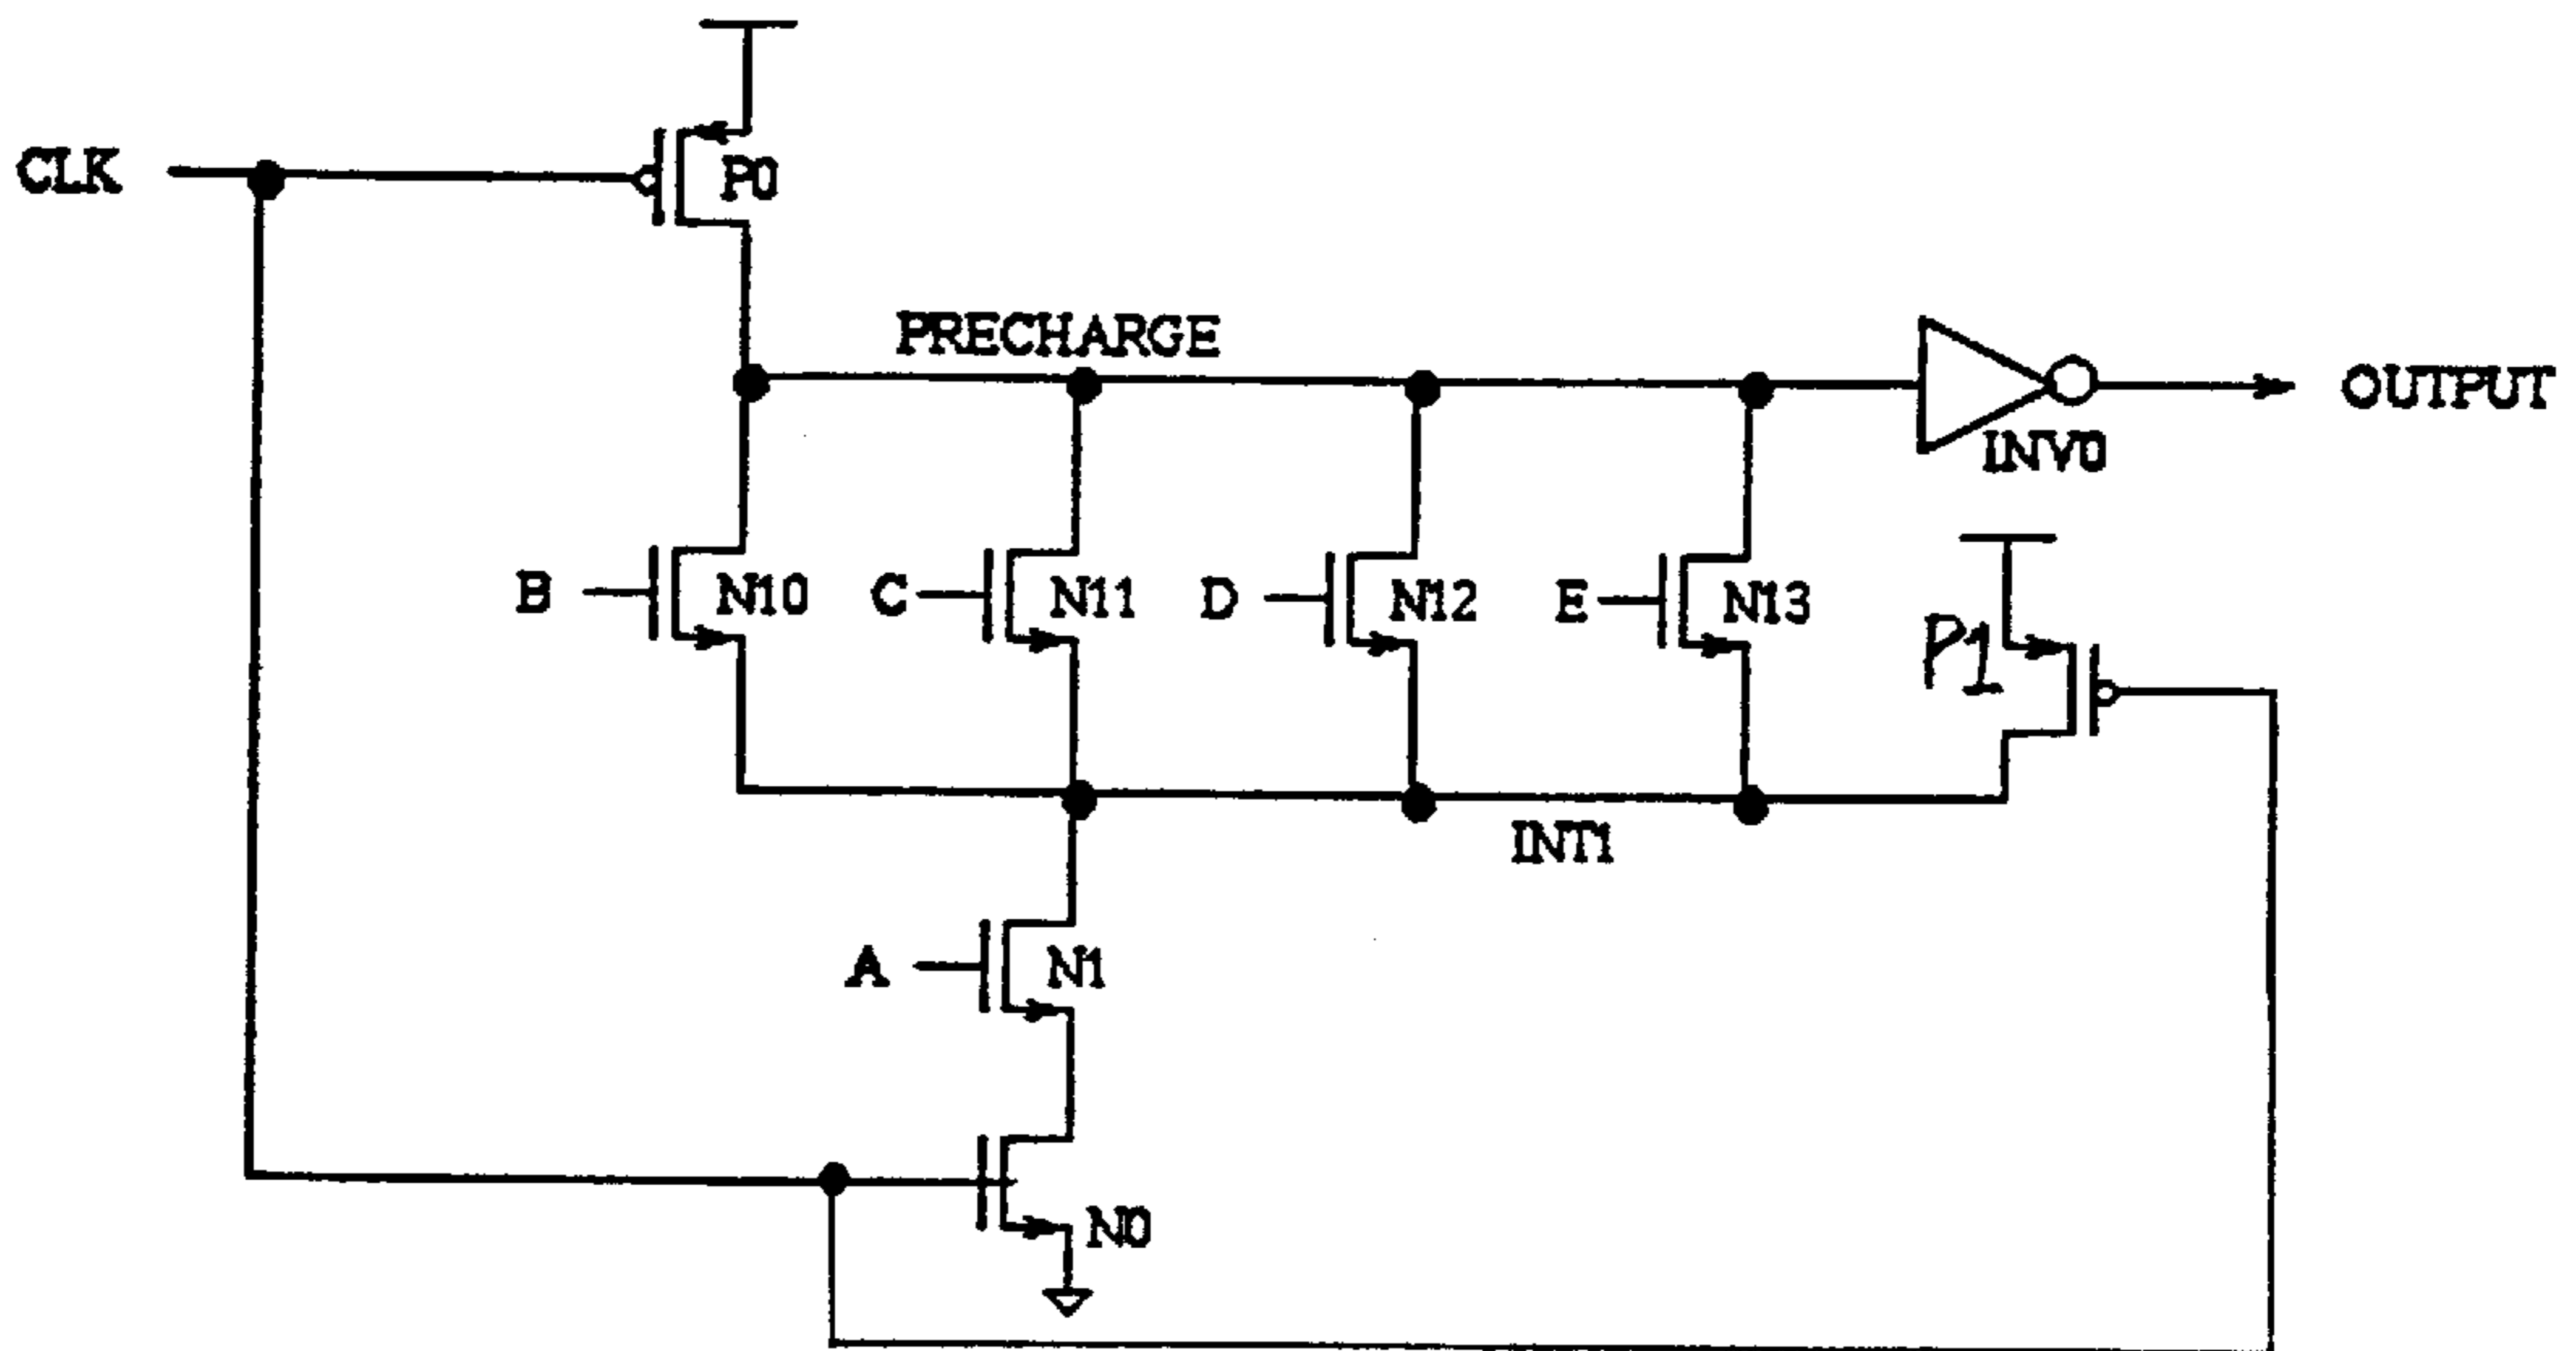 CLK
P0
PRECHARGE
OUTPUT
INV0
B
N10
C
N11
D
N12
E
N13
P1
INT1
A
N1
N0